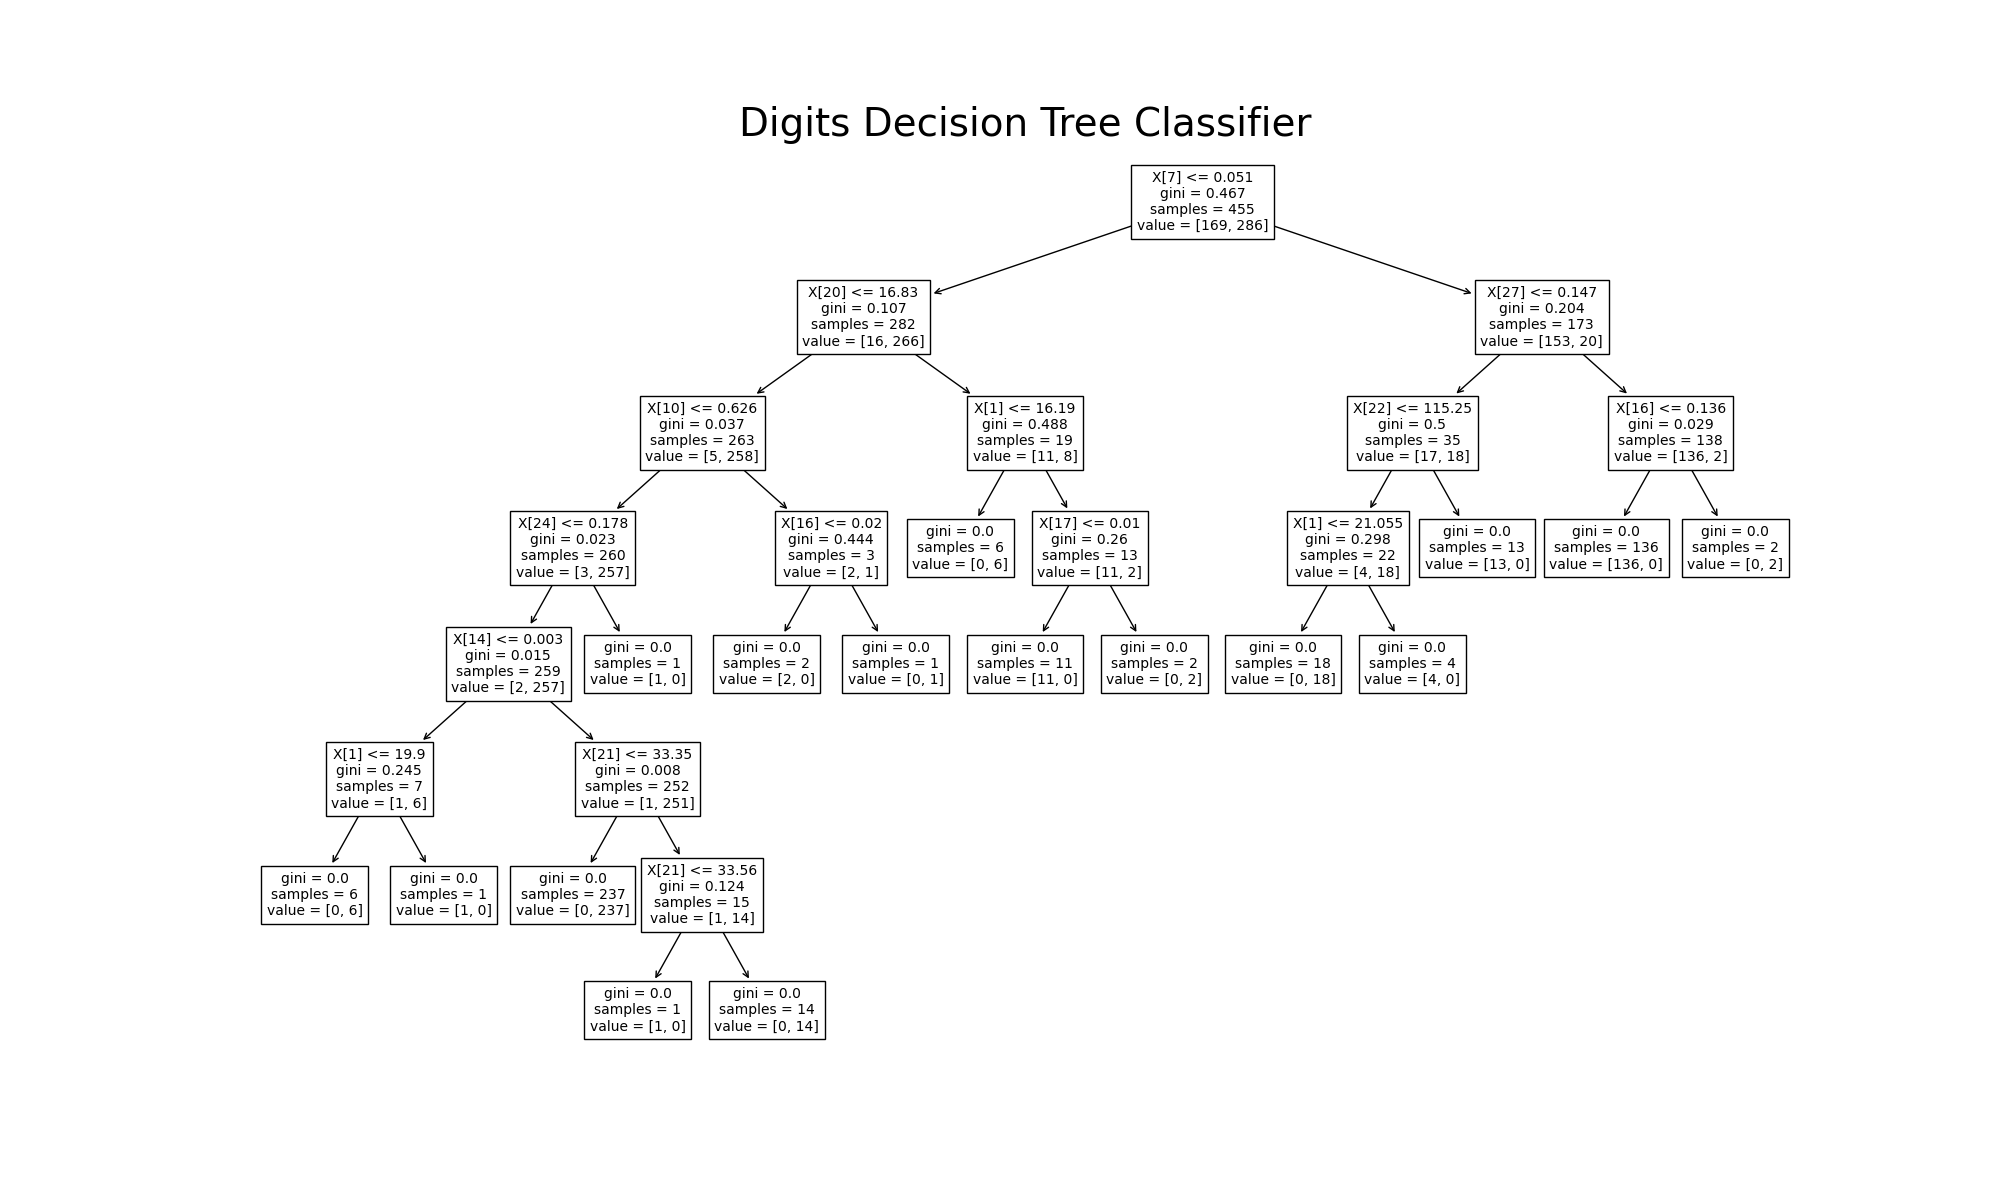 Digits Decision Tree Classifier
X[7] <= 0.051
gini = 0.467
samples = 455
value = [169, 286]
X[20] <= 16.83
gini = 0.107
samples = 282
value = [16, 266]
X[27] <= 0.147
gini = 0.204
samples = 173
value = [153, 20]
X[10] <= 0.626
gini = 0.037
samples = 263
value = [5, 258]
X[1] <= 16.19
gini = 0.488
samples = 19
value = [11, 8]
X[22] <= 115.25
gini = 0.5
samples = 35
value = [17, 18]
X[16] <= 0.136
gini = 0.029
samples = 138
value = [136, 2]
X[24] <= 0.178
gini = 0.023
samples = 260
value = [3, 257]
X[16] <= 0.02
gini = 0.444
samples = 3
value = [2, 1]
gini = 0.0
samples = 6
value = [0, 6]
X[17] <= 0.01
gini = 0.26
samples = 13
value = [11, 2]
X[1] <= 21.055
gini = 0.298
samples = 22
value = [4, 18]
gini = 0.0
samples = 13
value = [13, 0]
gini = 0.0
samples = 136
value = [136, 0]
gini = 0.0
samples = 2
value = [0, 2]
X[14] <= 0.003
gini = 0.015
samples = 259
value = [2, 257]
gini = 0.0
samples = 1
value = [1, 0]
gini = 0.0
samples = 2
value = [2, 0]
gini = 0.0
samples = 1
value = [0, 1]
gini = 0.0
samples = 11
value = [11, 0]
gini = 0.0
samples = 2
value = [0, 2]
gini = 0.0
samples = 18
value = [0, 18]
gini = 0.0
samples = 4
value = [4, 0]
X[1] <= 19.9
gini = 0.245
samples = 7
value = [1, 6]
X[21] <= 33.35
gini = 0.008
samples = 252
value = [1, 251]
gini = 0.0
samples = 6
value = [0, 6]
gini = 0.0
samples = 1
value = [1, 0]
gini = 0.0
samples = 237
value = [0, 237]
X[21] <= 33.56
gini = 0.124
samples = 15
value = [1, 14]
gini = 0.0
samples = 1
value = [1, 0]
gini = 0.0
samples = 14
value = [0, 14]